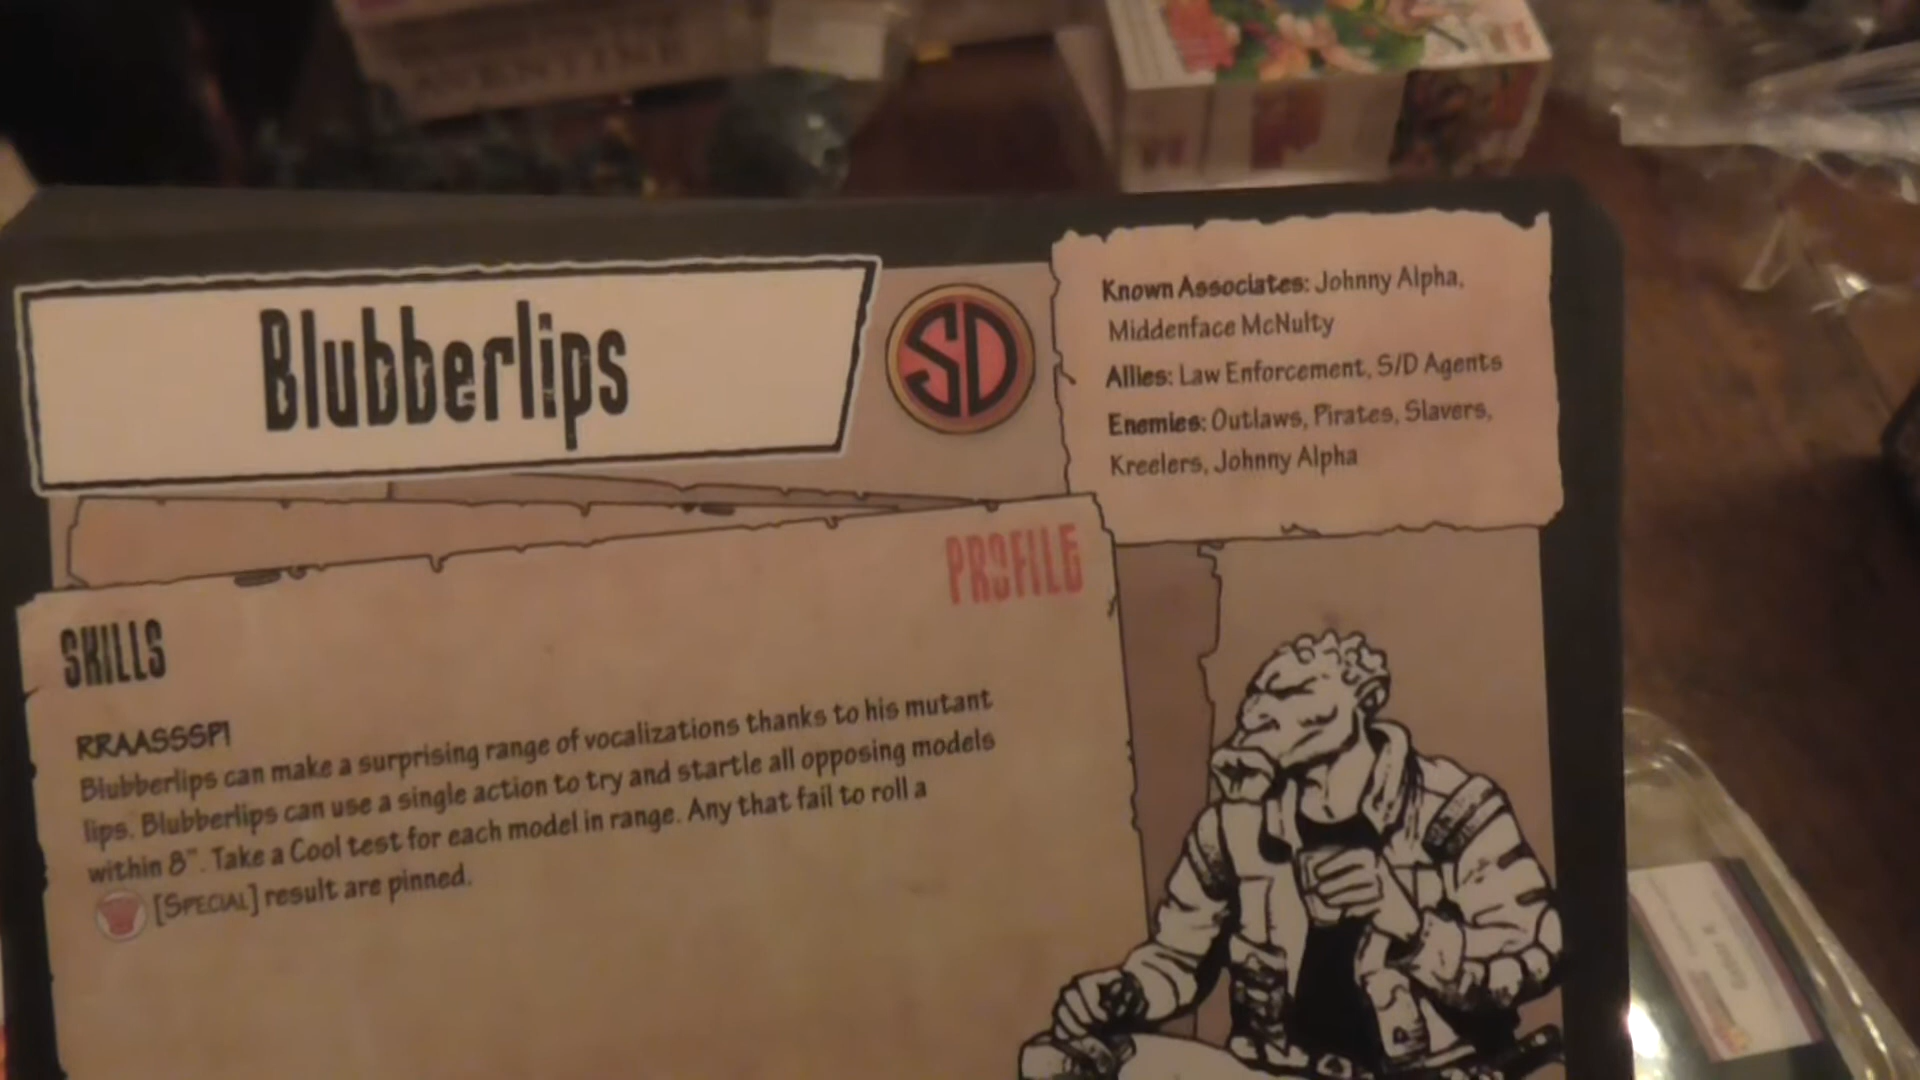 AVENTINE
Blubberlips
SD
Known Associates: Johnny Alpha,
Middenface McNulty
Allies: Law Enforcement, S/D Agents
Enemies: Outlaws, Pirates, Slavers,
Kreelers, Johnny Alpha
PROFILE
SKILLS
RRAASSSP!
Blubberlips can make a surprising range of vocalizations thanks to his mutant
lips. Blubberlips can use a single action to try and startle all opposing models
within 8". Take a Cool test for each model in range. Any that fail to roll a
[SPECIAL] result are pinned.